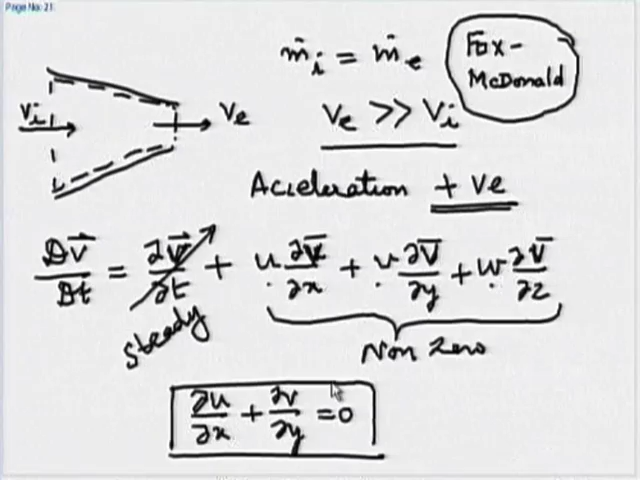 Page No: 21
ṁi = ṁe
Fox-
McDonald
Vi
Ve
Ve >> Vi
Acceleration + ve
DV⃗/Dt = ∂V⃗/∂t + u ∂V̅/∂x + v ∂V̅/∂y + w ∂V̅/∂z
Steady
Non Zero
∂u/∂x + ∂v/∂y = 0